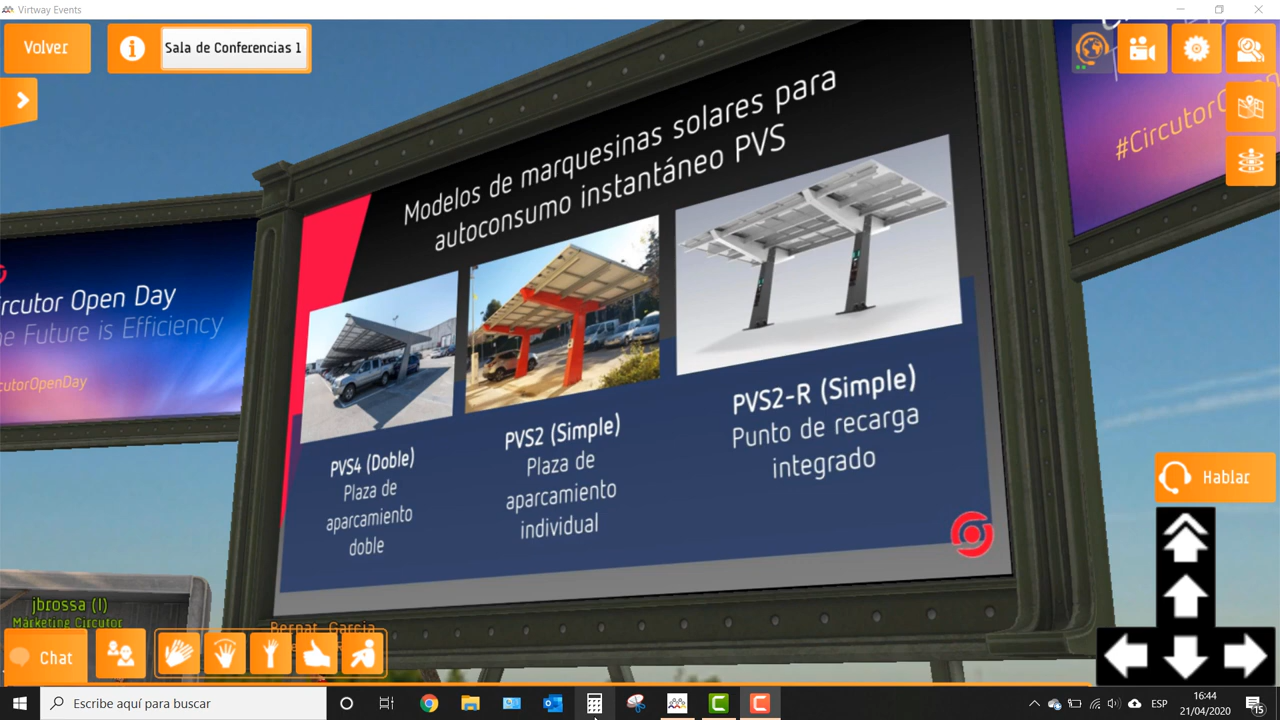 Virtway Events
Volver
Sala de Conferencias 1
Modelos de marquesinas solares para
autoconsumo instantáneo PVS
PVS4 (Doble)
Plaza de
aparcamiento
doble
PVS2 (Simple)
Plaza de
aparcamiento
individual
PVS2-R (Simple)
Punto de recarga
integrado
ircutor Open Day
he Future is Efficiency
cutorOpenDay
#CircutorO
Hablar
jbrossa (I)
Marketing Circutor
Bernat Garcia
Chat
Escribe aquí para buscar
ESP
16:44
21/04/2020
15